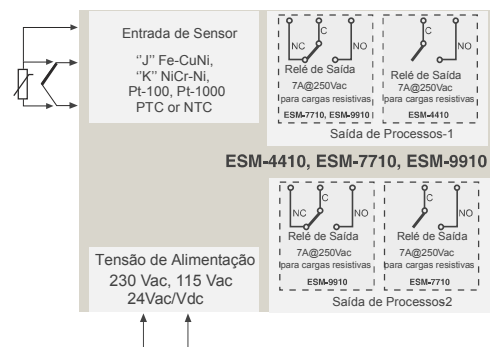 Entrada de Sensor
‘‘J’’ Fe-CuNi,
‘‘K’’ NiCr-Ni,
Pt-100, Pt-1000
PTC or NTC
NC C NO
Relé de Saída
7A@250Vac
para cargas resistivas
ESM-7710, ESM-9910
C NO
Relé de Saída
7A@250Vac
para cargas resistivas
ESM-4410
Saída de Processos-1
ESM-4410, ESM-7710, ESM-9910
NC C NO
Relé de Saída
7A@250Vac
para cargas resistivas
ESM-9910
C NO
Relé de Saída
7A@250Vac
para cargas resistivas
ESM-7710
Saída de Processos2
Tensão de Alimentação
230 Vac, 115 Vac
24Vac/Vdc